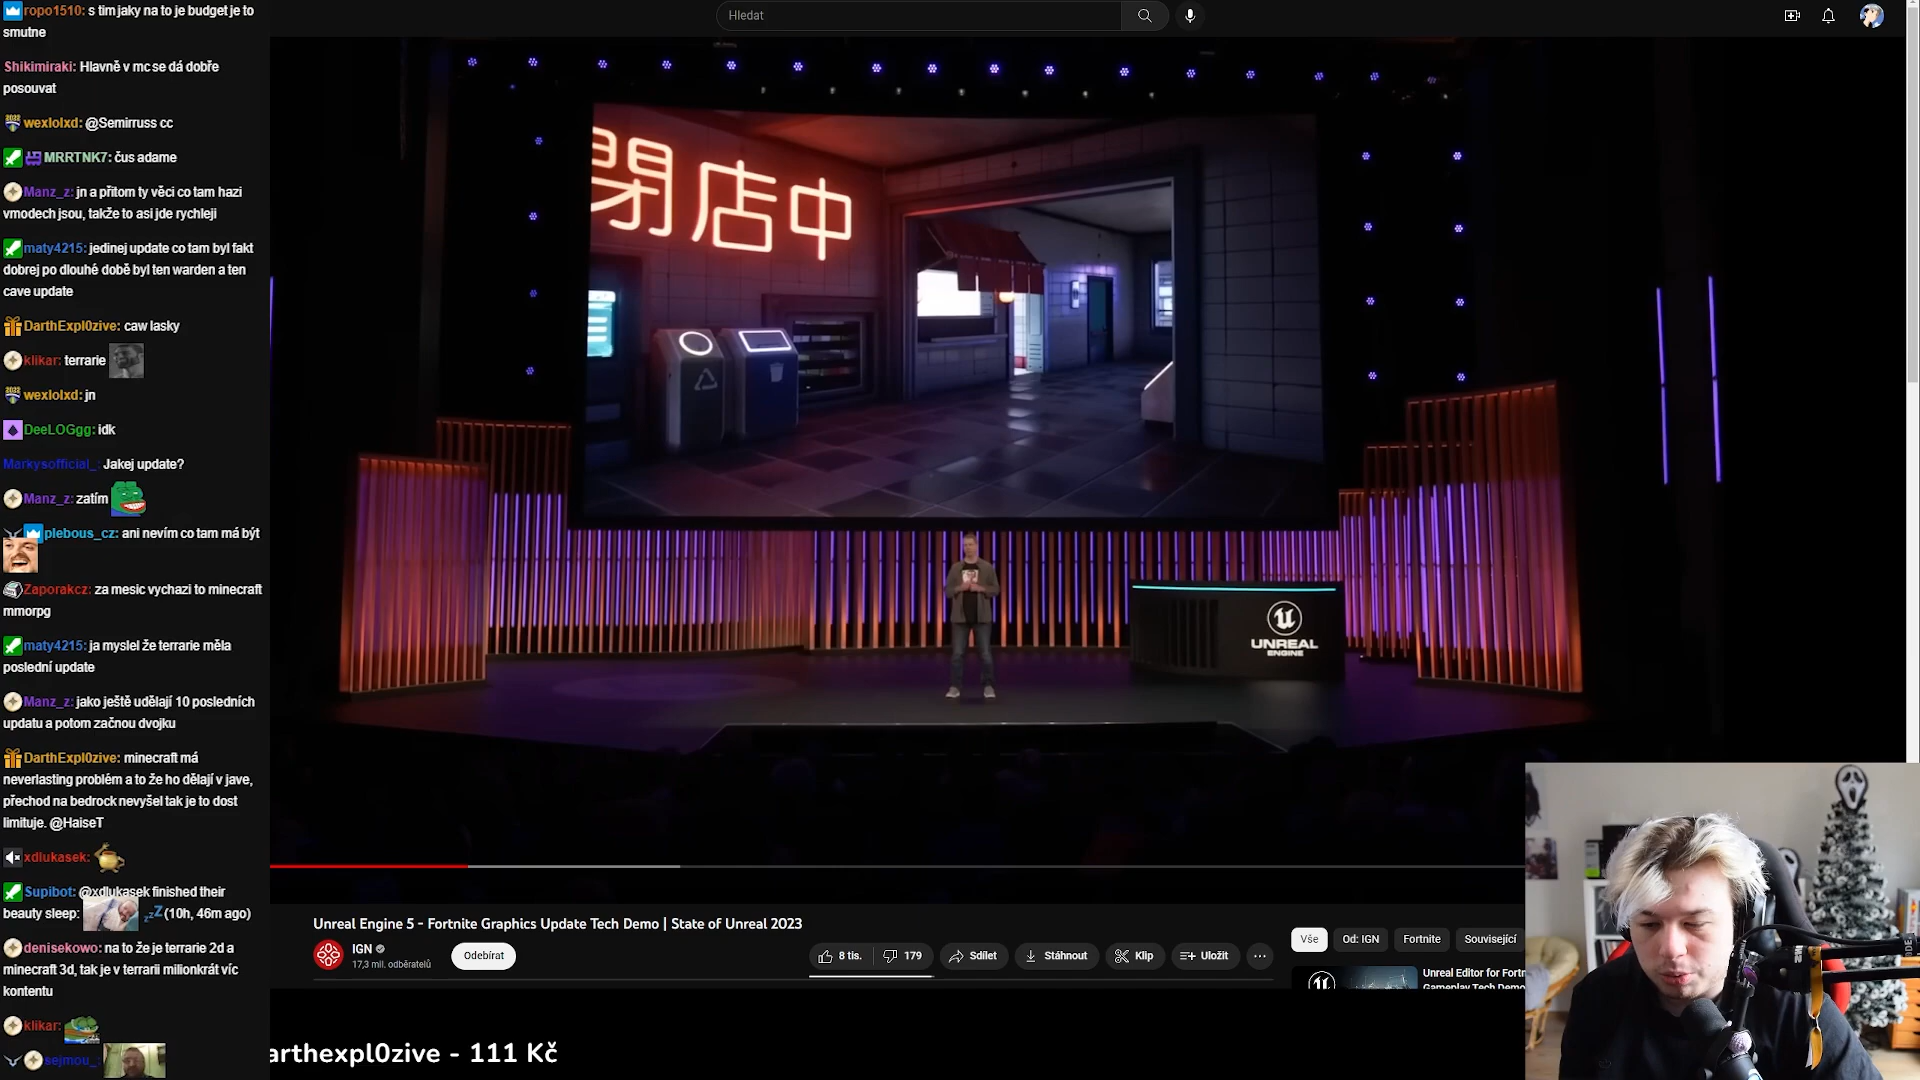 ropo1510: s tim jaky na to je budget je to
smutne
Shikimiraki: Hlavně v mc se dá dobře
posouvat
wexlolxd: @Semirruss cc
MRRTNK7: čus adame
Manz_z: jn a přitom ty věci co tam hazi
vmodech jsou, takže to asi jde rychleji
maty4215: jedinej update co tam byl fakt
dobrej po dlouhé době byl ten warden a ten
cave update
DarthExpl0zive: caw lasky
klikar: terrarie
wexlolxd: jn
DeeLOGgg: idk
Markysofficial_: Jakej update?
Manz_z: zatím
plebous_cz: ani nevím co tam má být
Zaporakcz: za mesic vychazi to minecraft
mmorpg
maty4215: ja myslel že terrarie měla
poslední update
Manz_z: jako ještě udělají 10 posledních
updatu a potom začnou dvojku
DarthExpl0zive: minecraft má
neverlasting problém a to že ho dělají v jave,
přechod na bedrock nevyšel tak je to dost
limituje. @HaiseT
xdlukasek:
Supibot: @xdlukasek finished their
beauty sleep: zzZ (10h, 46m ago)
denisekowo: na to že je terrarie 2d a
minecraft 3d, tak je v terrarii milionkrát víc
kontentu
klikar:
sejmou_:
Hledat
閉店中
UNREAL
ENGINE
Unreal Engine 5 - Fortnite Graphics Update Tech Demo | State of Unreal 2023
IGN
17,3 mil. odběratelů
Odebírat
8 tis.
179
Sdílet
Stáhnout
Klip
Uložit
Vše
Od: IGN
Fortnite
Související
Unreal Editor for Fortn
Gameplay Tech Demo
arthexpl0zive - 111 Kč